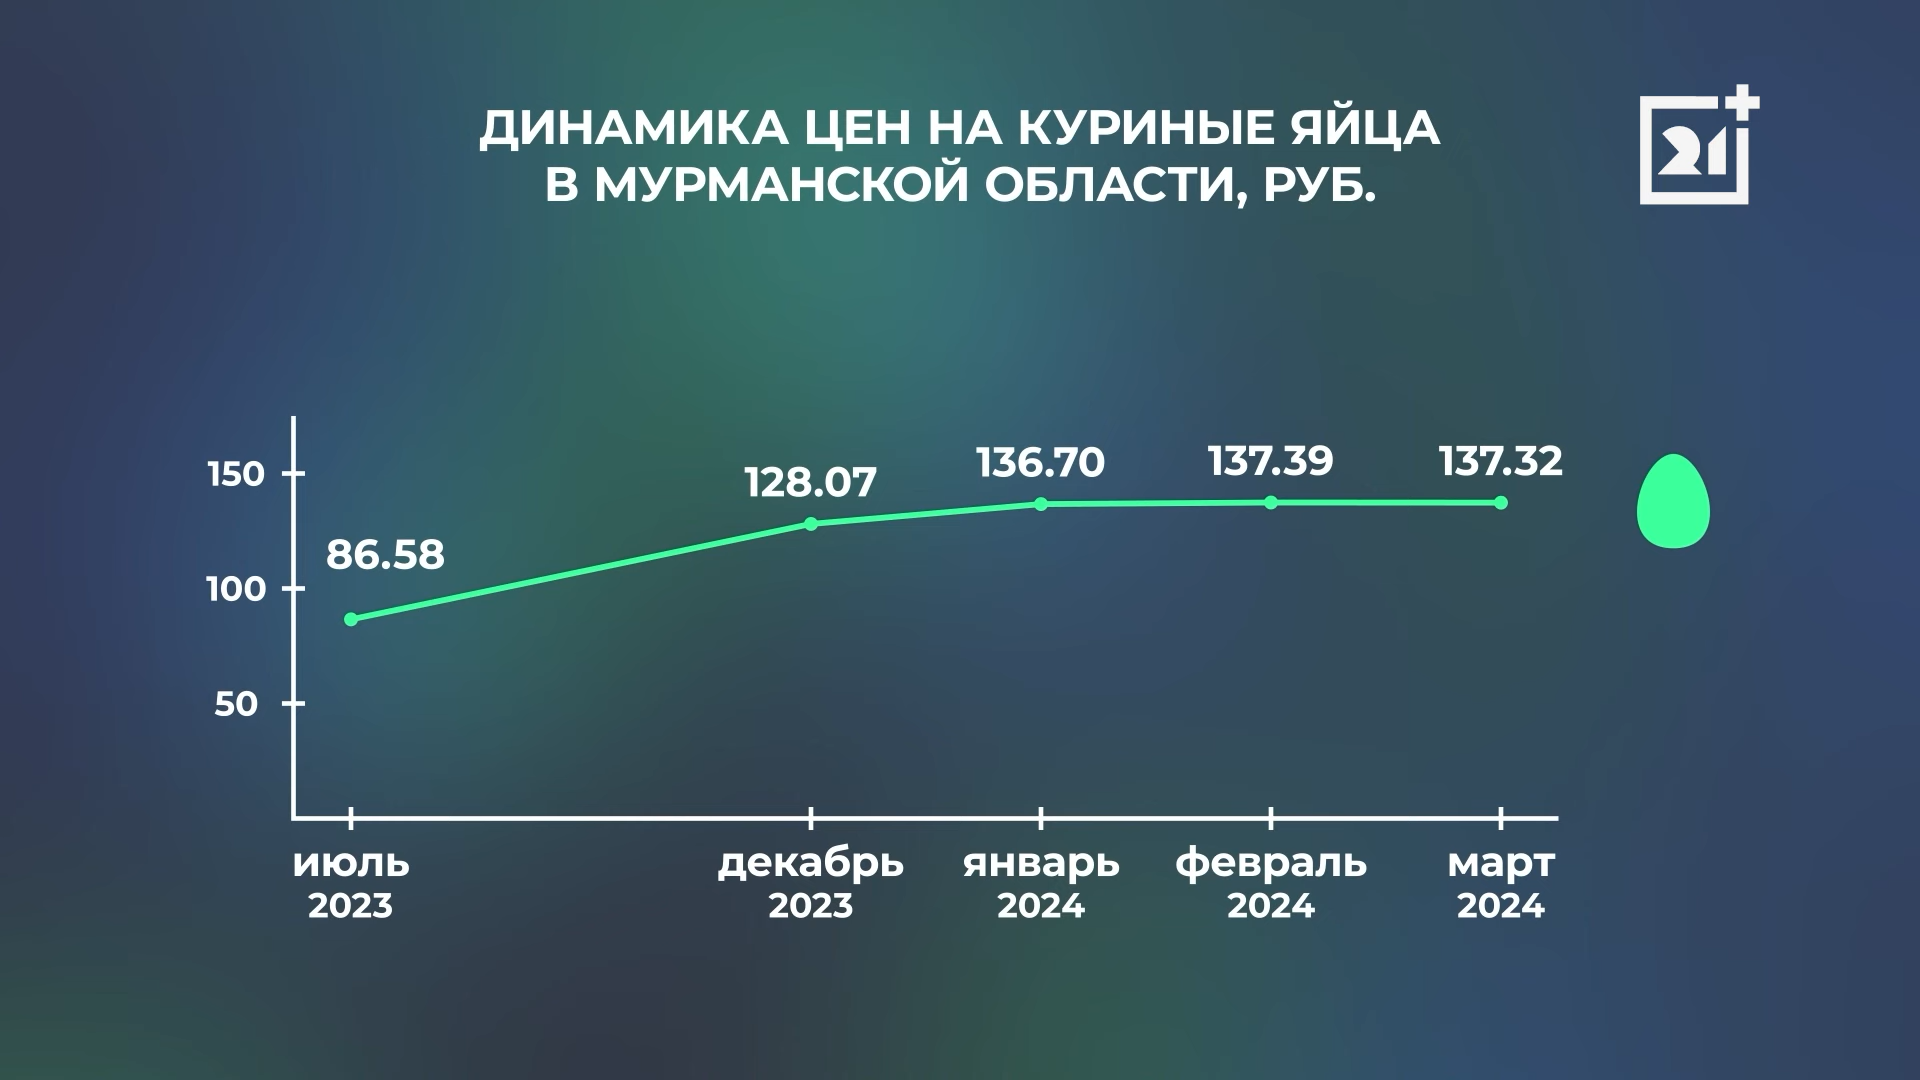 ДИНАМИКА ЦЕН НА КУРИНЫЕ ЯЙЦА
В МУРМАНСКОЙ ОБЛАСТИ, РУБ.
21+
150
100
50
86.58
128.07
136.70
137.39
137.32
июль
2023
декабрь
2023
январь
2024
февраль
2024
март
2024